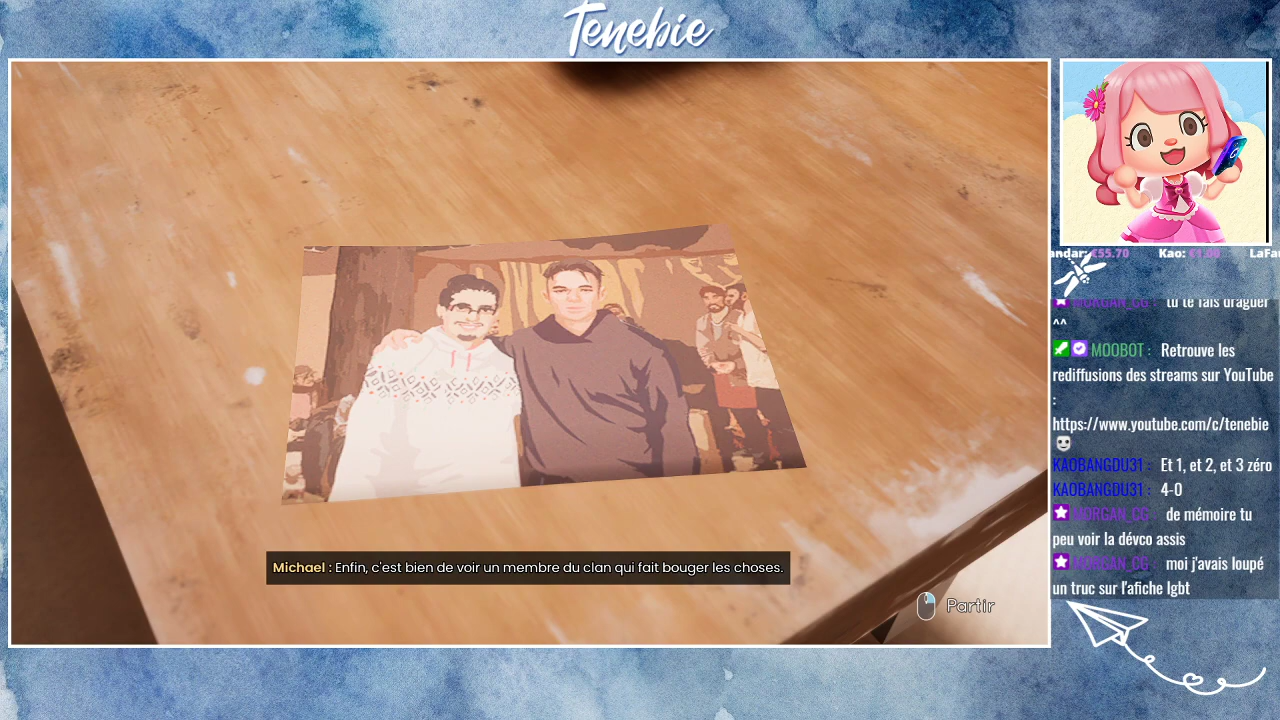 Tenebie
andar: €55.70 Kao: LaFau
MORGAN_CG : tu te fais draguer
^^
MOOBOT : Retrouve les
rediffusions des streams sur YouTube
:
https://www.youtube.com/c/tenebie
KAOBANGDU31 : Et 1, et 2, et 3 zéro
KAOBANGDU31 : 4-0
MORGAN_CG : de mémoire tu
peu voir la dévco assis
MORGAN_CG : moi j'avais loupé
un truc sur l'afiche lgbt
Michael : Enfin c'est bien de voir un membre du clan qui fait bouger les choses.
Partir